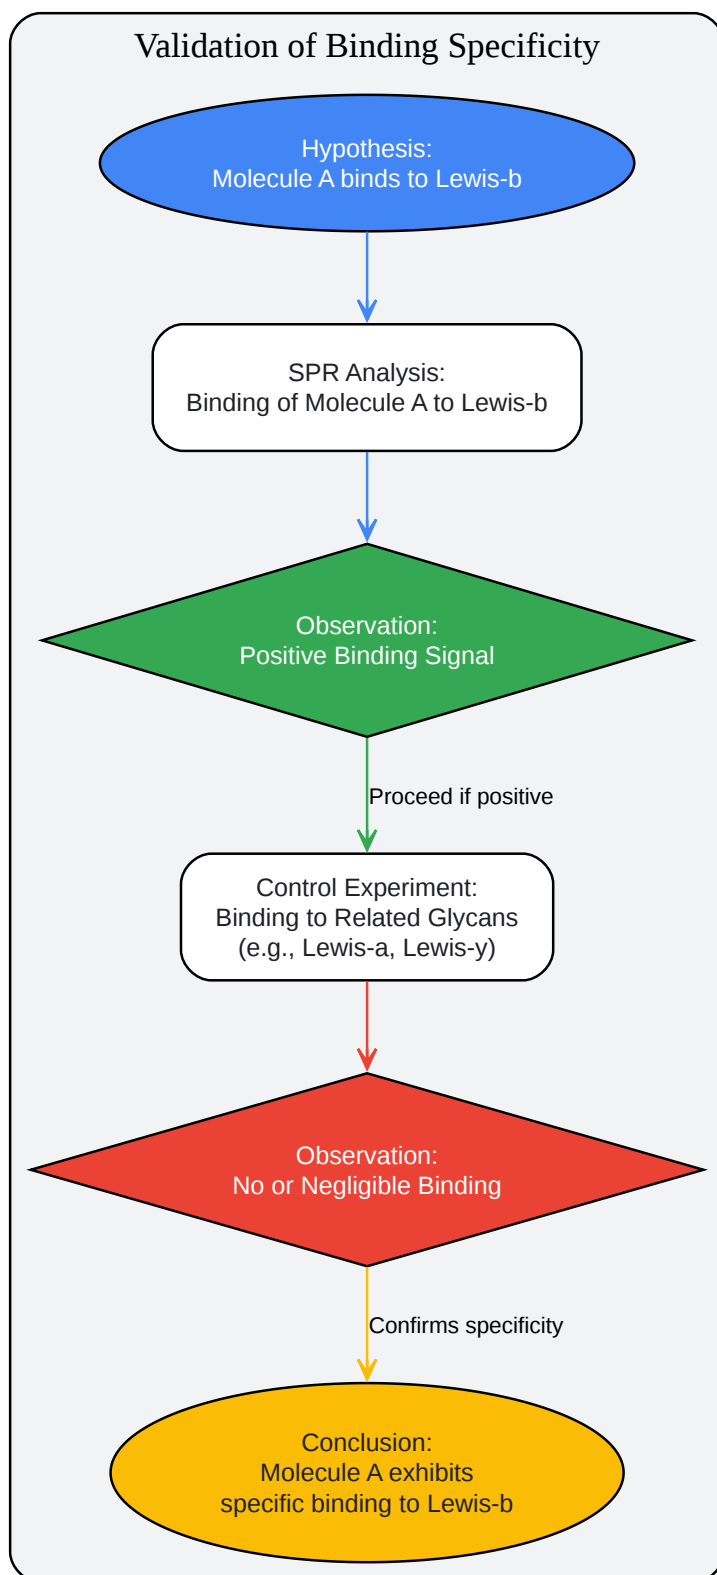 Validation of Binding Specificity
Hypothesis:
Molecule A binds to Lewis-b
SPR Analysis:
Binding of Molecule A to Lewis-b
Observation:
Positive Binding Signal
Proceed if positive
Control Experiment:
Binding to Related Glycans
(e.g., Lewis-a, Lewis-y)
Observation:
No or Negligible Binding
Confirms specificity
Conclusion:
Molecule A exhibits
specific binding to Lewis-b